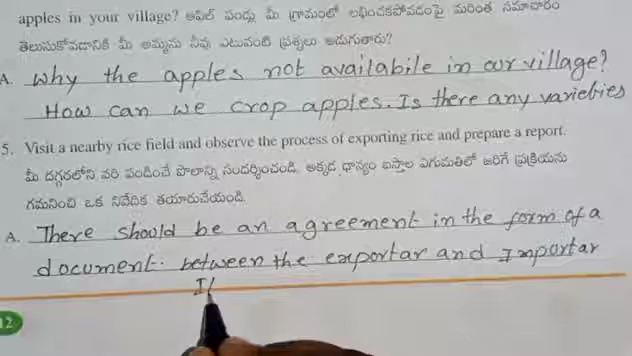 apples in your village? ఆపిల్ పండ్లు మీ గ్రామంలో లభించకపోవడంపై మరింత సమాచారం
తెలుసుకోవడానికి మీ అమ్మను నీవు ఎటువంటి ప్రశ్నలు అడుగుతారు?
A. Why the apples not availabile in our village?
How can we crop apples. Is there any varieties
5. Visit a nearby rice field and observe the process of exporting rice and prepare a report.
మీ దగ్గరలోని వరి పండించే పొలాన్ని సందర్శించండి. అక్కడ ధాన్యం బస్తాల ఎగుమతిలో జరిగే ప్రక్రియను
గమనించి ఒక నివేదిక తయారుచేయండి.
A. There should be an agreement in the form of a
document. between the exportar and Importar
12